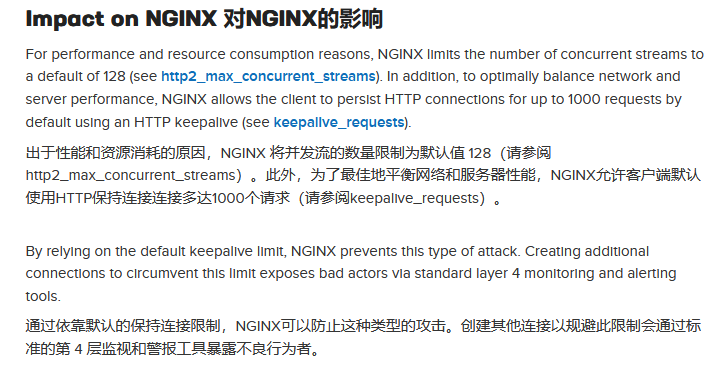 Impact on NGINX 对NGINX的影响
For performance and resource consumption reasons, NGINX limits the number of concurrent streams to
a default of 128 (see http2_max_concurrent_streams). In addition, to optimally balance network and
server performance, NGINX allows the client to persist HTTP connections for up to 1000 requests by
default using an HTTP keepalive (see keepalive_requests).
出于性能和资源消耗的原因，NGINX 将并发流的数量限制为默认值 128（请参阅
http2_max_concurrent_streams）。此外，为了最佳地平衡网络和服务器性能，NGINX允许客户端默认
使用HTTP保持连接连接多达1000个请求（请参阅keepalive_requests）。
By relying on the default keepalive limit, NGINX prevents this type of attack. Creating additional
connections to circumvent this limit exposes bad actors via standard layer 4 monitoring and alerting
tools.
通过依靠默认的保持连接限制，NGINX可以防止这种类型的攻击。创建其他连接以规避此限制会通过标
准的第 4 层监视和警报工具暴露不良行为者。